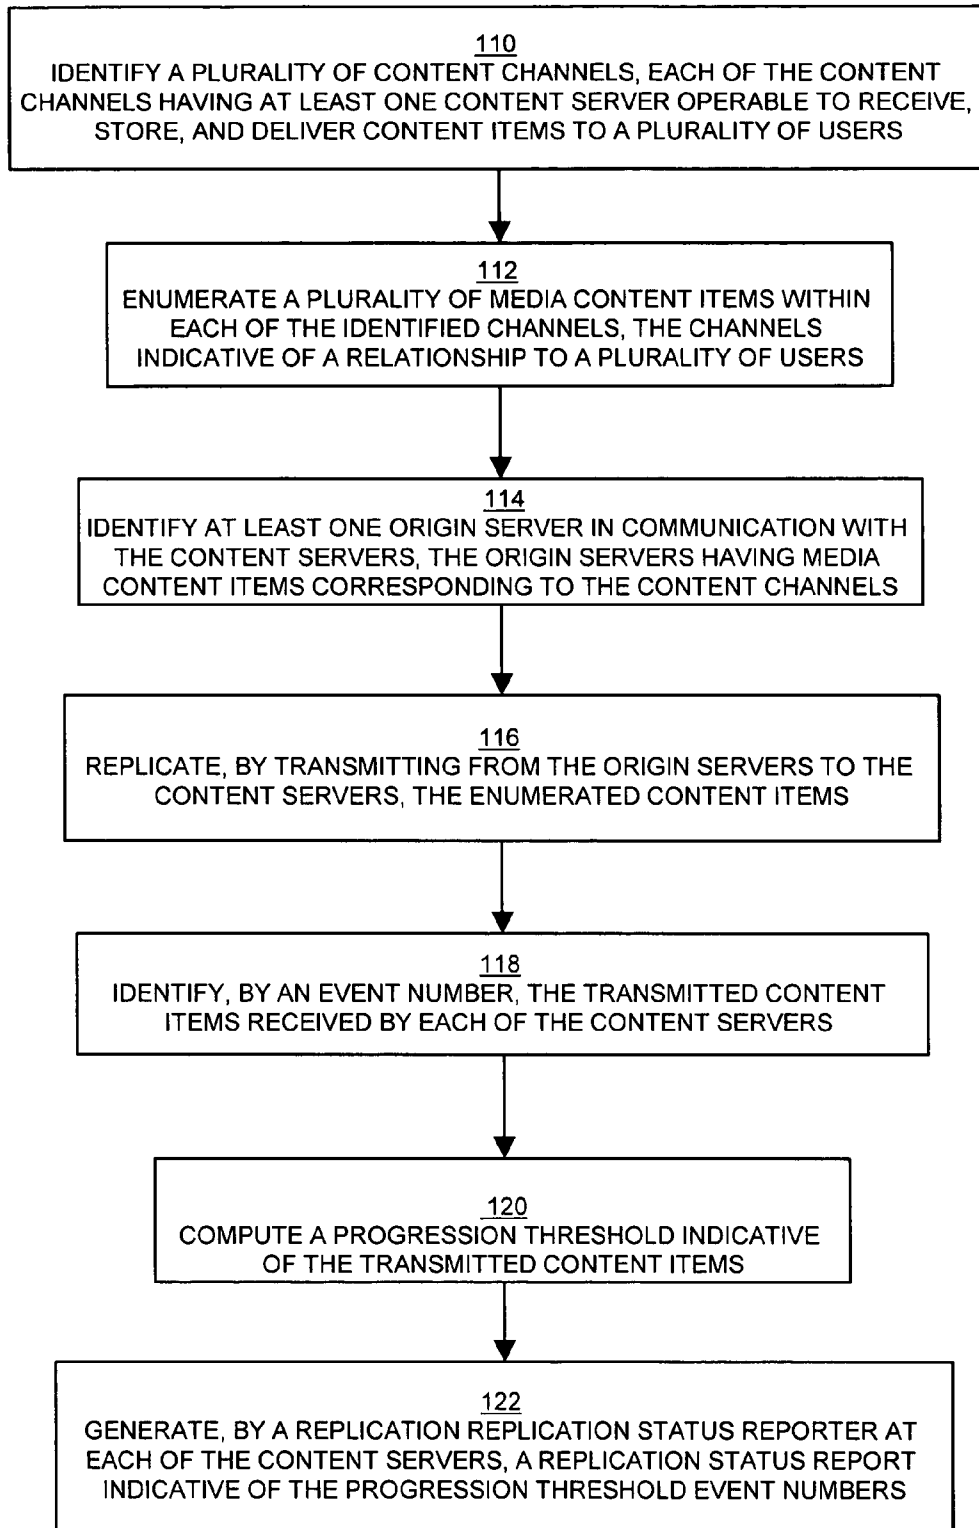 110
IDENTIFY A PLURALITY OF CONTENT CHANNELS, EACH OF THE CONTENT
CHANNELS HAVING AT LEAST ONE CONTENT SERVER OPERABLE TO RECEIVE,
STORE, AND DELIVER CONTENT ITEMS TO A PLURALITY OF USERS
112
ENUMERATE A PLURALITY OF MEDIA CONTENT ITEMS WITHIN
EACH OF THE IDENTIFIED CHANNELS, THE CHANNELS
INDICATIVE OF A RELATIONSHIP TO A PLURALITY OF USERS
114
IDENTIFY AT LEAST ONE ORIGIN SERVER IN COMMUNICATION WITH
THE CONTENT SERVERS, THE ORIGIN SERVERS HAVING MEDIA
CONTENT ITEMS CORRESPONDING TO THE CONTENT CHANNELS
116
REPLICATE, BY TRANSMITTING FROM THE ORIGIN SERVERS TO THE
CONTENT SERVERS, THE ENUMERATED CONTENT ITEMS
118
IDENTIFY, BY AN EVENT NUMBER, THE TRANSMITTED CONTENT
ITEMS RECEIVED BY EACH OF THE CONTENT SERVERS
120
COMPUTE A PROGRESSION THRESHOLD INDICATIVE
OF THE TRANSMITTED CONTENT ITEMS
122
GENERATE, BY A REPLICATION REPLICATION STATUS REPORTER AT
EACH OF THE CONTENT SERVERS, A REPLICATION STATUS REPORT
INDICATIVE OF THE PROGRESSION THRESHOLD EVENT NUMBERS